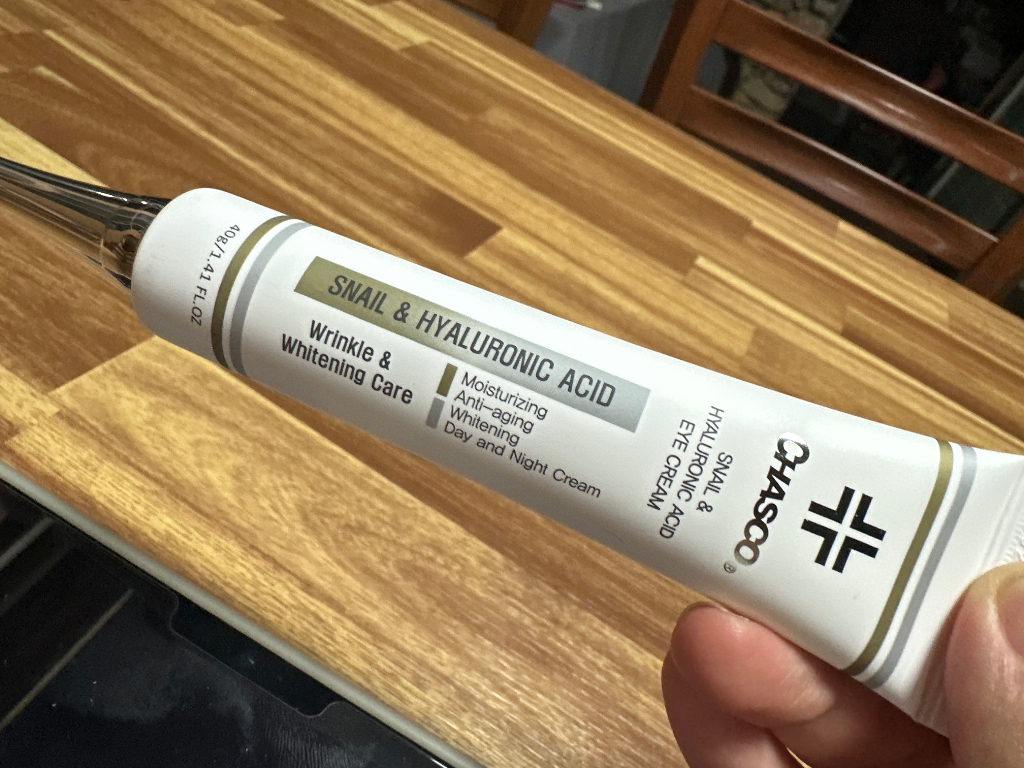 40g/1.41 FL.OZ
SNAIL & HYALURONIC ACID
Wrinkle &
Whitening Care
Moisturizing
Anti-aging
Whitening
Day and Night Cream
SNAIL &
HYALURONIC ACID
EYE CREAM
CHASCO®